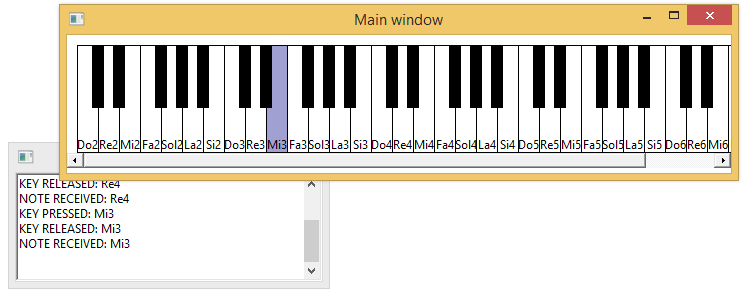 Main window
Do2 Re2 Mi2 Fa2 Sol2 La2 Si2 Do3 Re3 Mi3 Fa3 Sol3 La3 Si3 Do4 Re4 Mi4 Fa4 Sol4 La4 Si4 Do5 Re5 Mi5 Fa5 Sol5 La5 Si5 Do6 Re6 Mi6
KEY RELEASED: Re4
NOTE RECEIVED: Re4
KEY PRESSED: Mi3
KEY RELEASED: Mi3
NOTE RECEIVED: Mi3